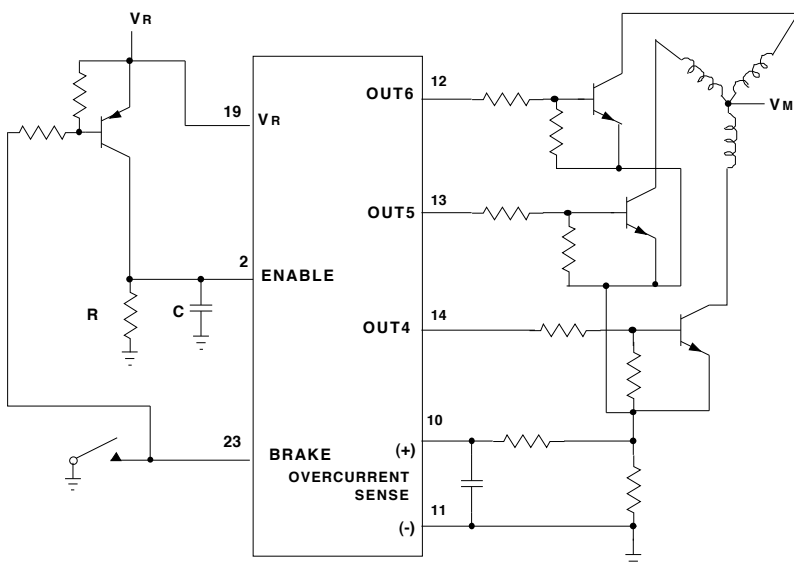 VR
12
OUT6
19
VR
VM
13
OUT5
2
ENABLE
R
C
14
OUT4
10
23
BRAKE
(+)
OVERCURRENT
SENSE
11
(-)